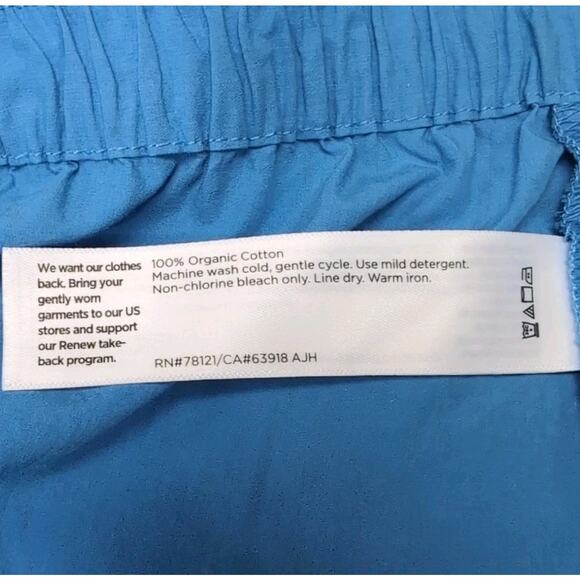 We want our clothes
back. Bring your
gently worn
garments to our US
stores and support
our Renew take-
back program.
100% Organic Cotton
Machine wash cold, gentle cycle. Use mild detergent.
Non-chlorine bleach only. Line dry. Warm iron.
RN#78121/CA#63918 AJH